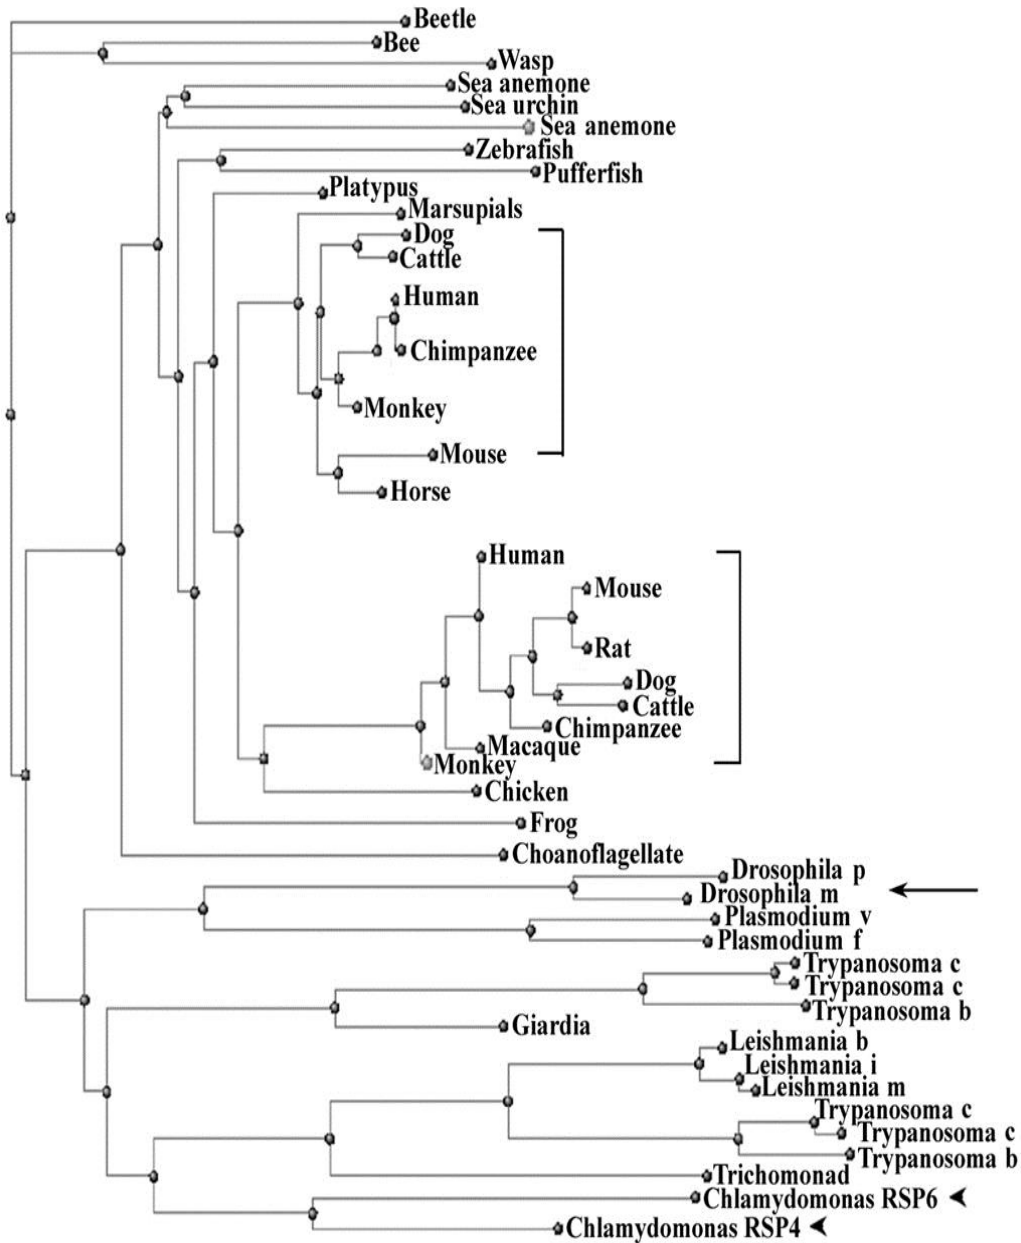 Beetle
Bee
Wasp
Sea anemone
Sea urchin
Sea anemone
Zebrafish
Pufferfish
Platypus
Marsupials
Dog
Cattle
Human
Chimpanzee
Monkey
Mouse
Horse
Human
Mouse
Rat
Dog
Cattle
Chimpanzee
Macaque
Monkey
Chicken
Frog
Choanoflagellate
Drosophila p
Drosophila m
Plasmodium v
Plasmodium f
Trypanosoma c
Trypanosoma c
Trypanosoma b
Giardia
Leishmania b
Leishmania i
Leishmania m
Trypanosoma c
Trypanosoma c
Trypanosoma b
Trichomonad
Chlamydomonas RSP6
Chlamydomonas RSP4